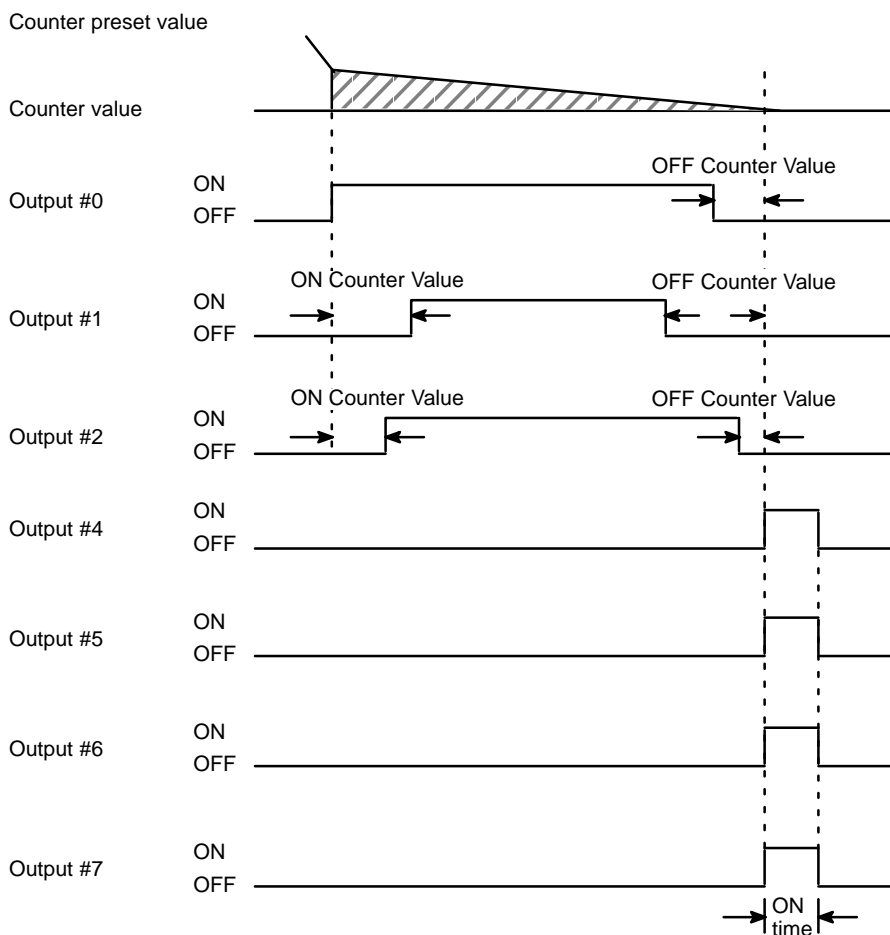 Counter preset value
Counter value
OFF Counter Value
ON
Output #0
OFF
ON Counter Value OFF Counter Value
ON
Output #1
OFF
ON Counter Value OFF Counter Value
ON
Output #2
OFF
ON
Output #4
OFF
ON
Output #5
OFF
ON
Output #6
OFF
ON
Output #7
OFF
ON
time